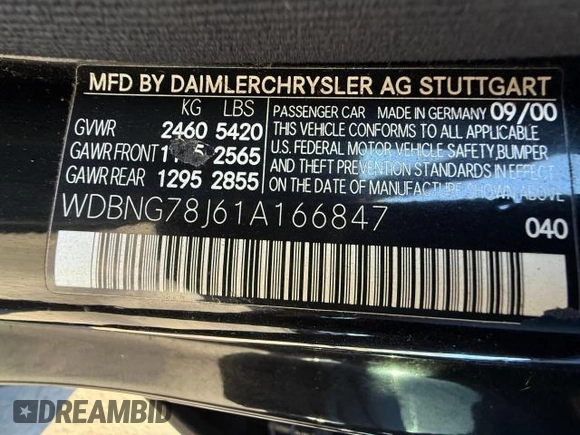 MFD BY DAIMLERCHRYSLER AG STUTTGART
KG LBS
GVWR 2460 5420
GAWR FRONT 2565
GAWR REAR 1295 2855
PASSENGER CAR MADE IN GERMANY 09/00
THIS VEHICLE CONFORMS TO ALL APPLICABLE
U.S. FEDERAL MOTOR VEHICLE SAFETY, BUMPER
AND THEFT PREVENTION STANDARDS IN EFFECT
ON THE DATE OF MANUFACTURE SHOWN ABOVE.
WDBNG78J61A166847
040
DREAMBID